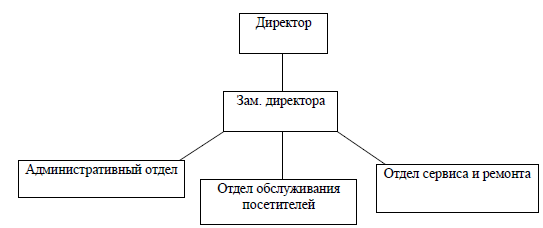 Директор
Зам. директора
Административный отдел
Отдел обслуживания
посетителей
Отдел сервиса и ремонта